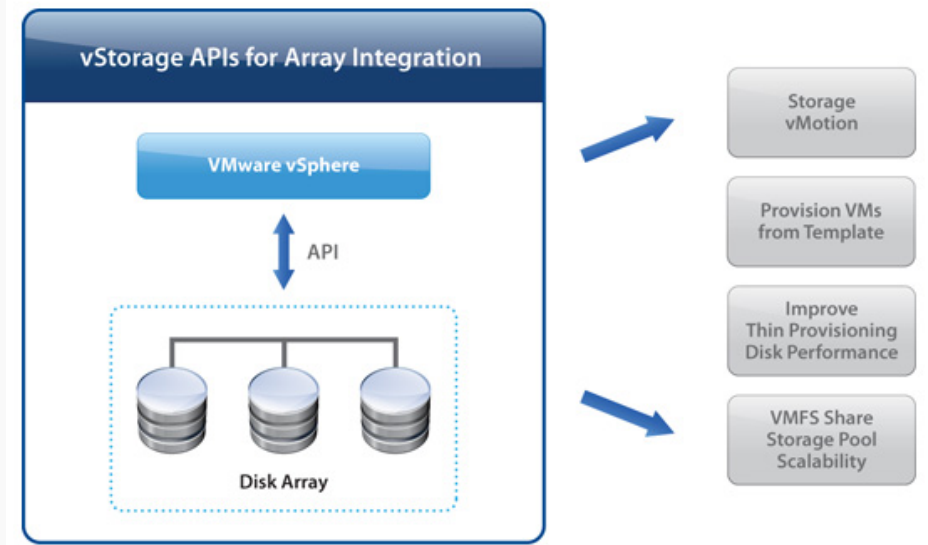 vStorage APIs for Array Integration
VMware vSphere
API
Disk Array
Storage
vMotion
Provision VMs
from Template
Improve
Thin Provisioning
Disk Performance
VMFS Share
Storage Pool
Scalability